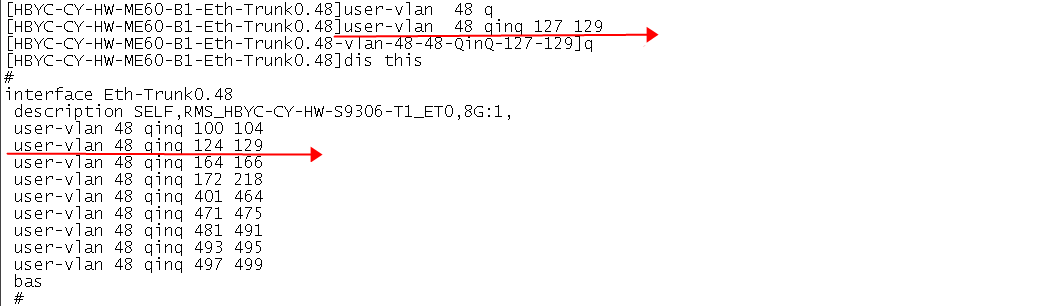 [HBYC-CY-HW-ME60-B1-Eth-Trunk0.48]user-vlan  48 q
[HBYC-CY-HW-ME60-B1-Eth-Trunk0.48]user-vlan  48 qinq 127 129
[HBYC-CY-HW-ME60-B1-Eth-Trunk0.48-vlan-48-48-QinQ-127-129]q
[HBYC-CY-HW-ME60-B1-Eth-Trunk0.48]dis this
#
interface Eth-Trunk0.48
 description SELF,RMS_HBYC-CY-HW-S9306-T1_ET0,8G:1,
 user-vlan 48 qinq 100 104
 user-vlan 48 qinq 124 129
 user-vlan 48 qinq 164 166
 user-vlan 48 qinq 172 218
 user-vlan 48 qinq 401 464
 user-vlan 48 qinq 471 475
 user-vlan 48 qinq 481 491
 user-vlan 48 qinq 493 495
 user-vlan 48 qinq 497 499
 bas
 #